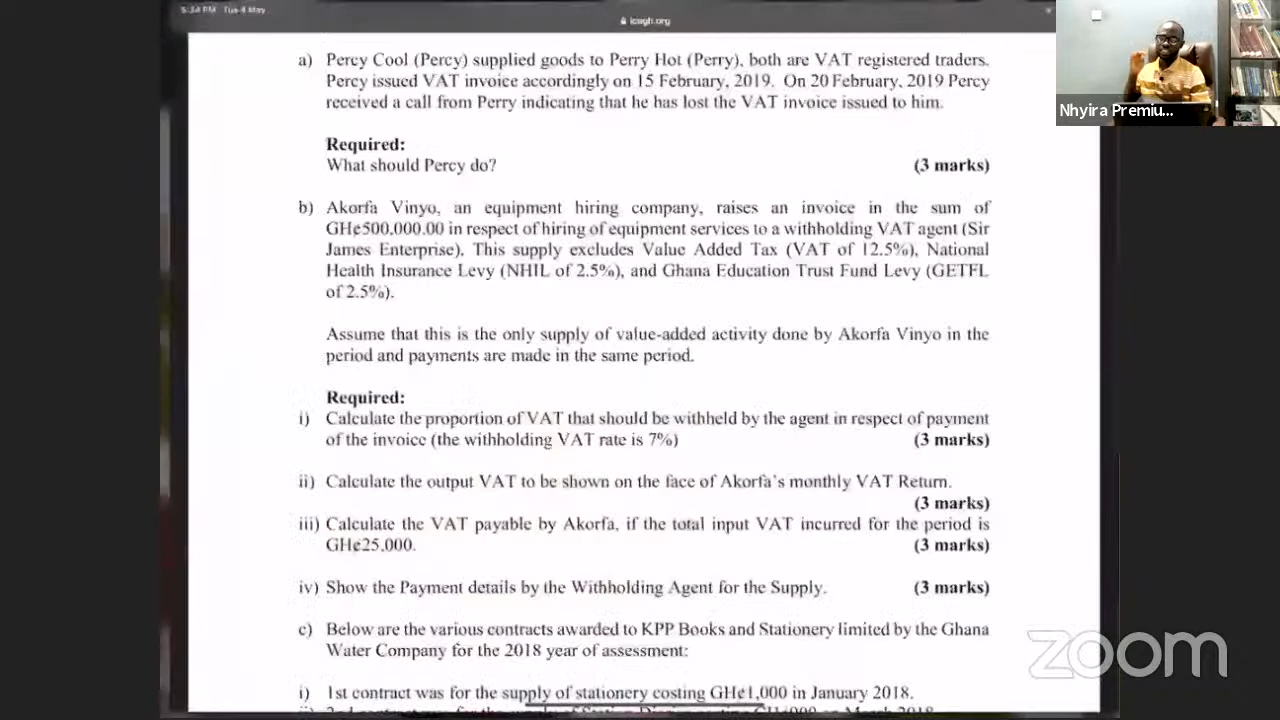 5:34 PM Tue 4 May
icagh.org
a) Percy Cool (Percy) supplied goods to Perry Hot (Perry), both are VAT registered traders.
Percy issued VAT invoice accordingly on 15 February, 2019. On 20 February, 2019 Percy
received a call from Perry indicating that he has lost the VAT invoice issued to him.
Required:
What should Percy do? (3 marks)
b) Akorfa Vinyo, an equipment hiring company, raises an invoice in the sum of
GH¢500,000.00 in respect of hiring of equipment services to a withholding VAT agent (Sir
James Enterprise). This supply excludes Value Added Tax (VAT of 12.5%), National
Health Insurance Levy (NHIL of 2.5%), and Ghana Education Trust Fund Levy (GETFL
of 2.5%).
Assume that this is the only supply of value-added activity done by Akorfa Vinyo in the
period and payments are made in the same period.
Required:
i) Calculate the proportion of VAT that should be withheld by the agent in respect of payment
of the invoice (the withholding VAT rate is 7%) (3 marks)
ii) Calculate the output VAT to be shown on the face of Akorfa's monthly VAT Return.
(3 marks)
iii) Calculate the VAT payable by Akorfa, if the total input VAT incurred for the period is
GH¢25,000. (3 marks)
iv) Show the Payment details by the Withholding Agent for the Supply. (3 marks)
c) Below are the various contracts awarded to KPP Books and Stationery limited by the Ghana
Water Company for the 2018 year of assessment:
i) 1st contract was for the supply of stationery costing GH¢1,000 in January 2018.
Nhyira Premiu...
zoom